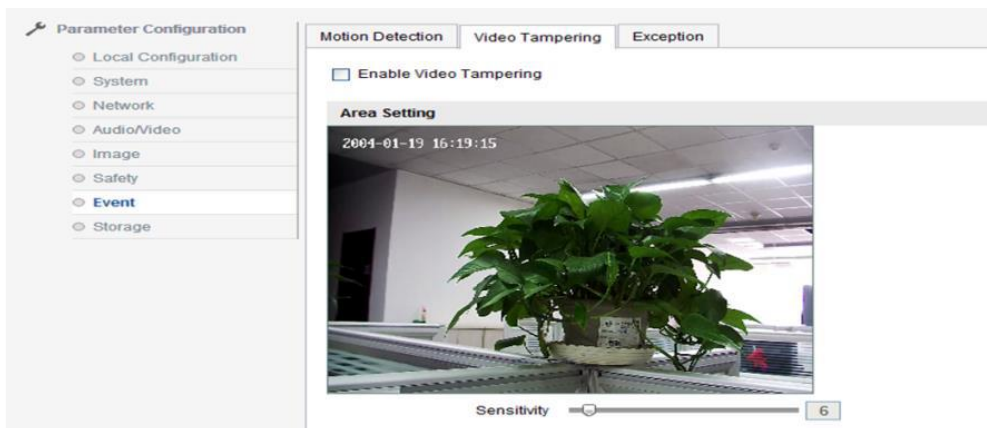 Parameter Configuration
Local Configuration
System
Network
Audio/Video
Image
Safety
Event
Storage
Motion Detection
Video Tampering
Exception
Enable Video Tampering
Area Setting
2004-01-19 16:19:15
Sensitivity
6